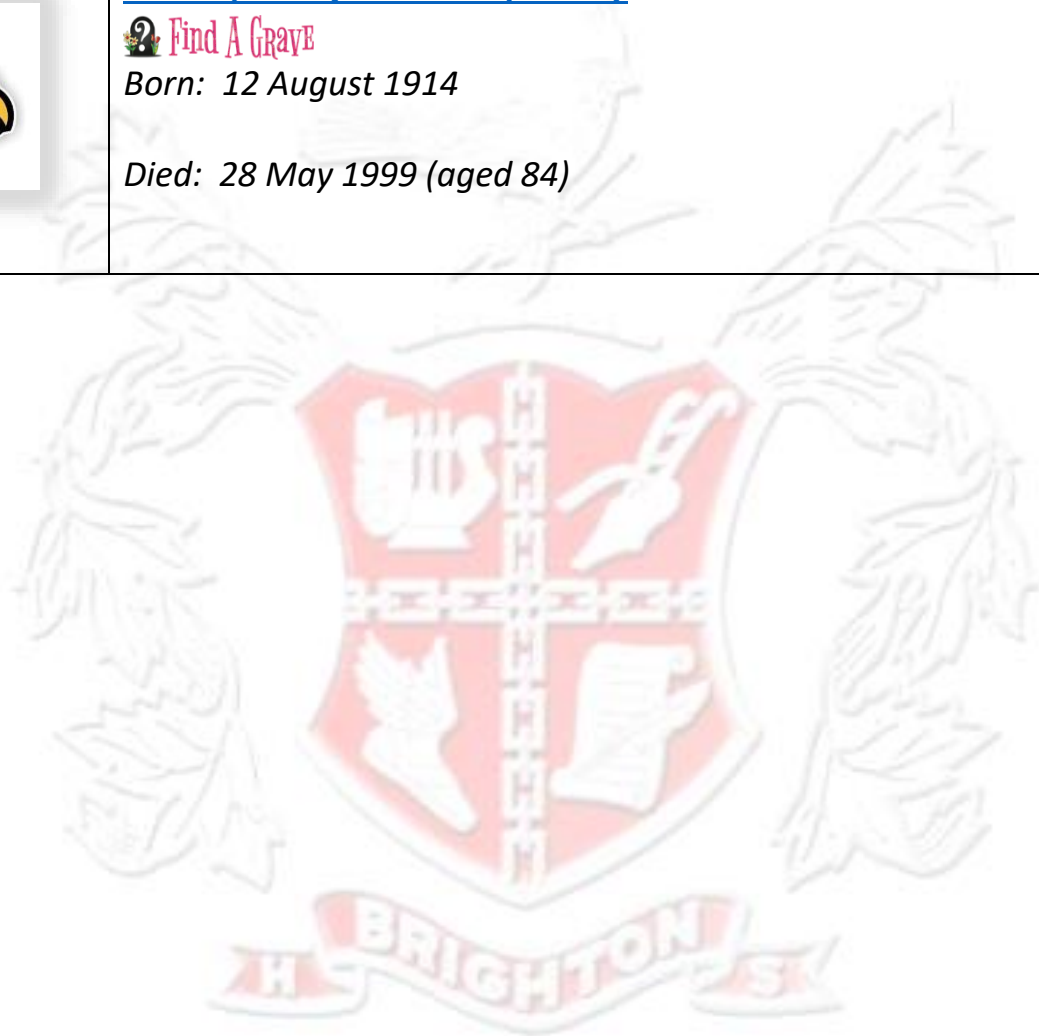 Find A Grave
Born: 12 August 1914
Died: 28 May 1999 (aged 84)
BRIGHTON
H S